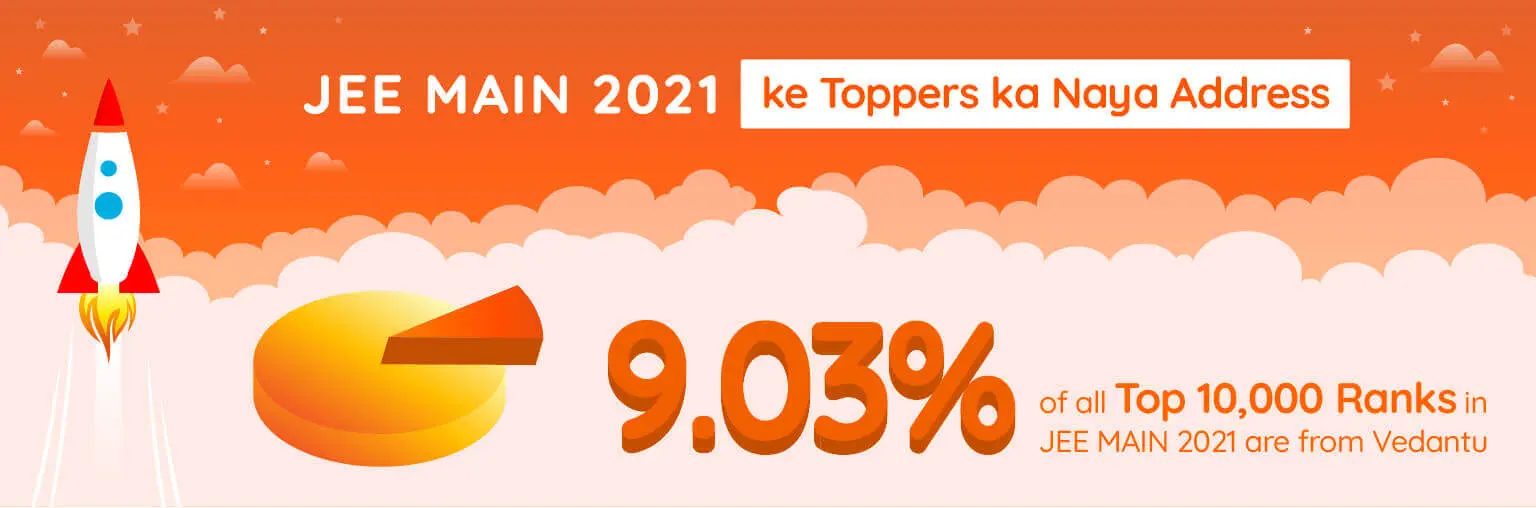 JEE MAIN 2021 ke Toppers ka Naya Address
9.03% of all Top 10,000 Ranks in
JEE MAIN 2021 are from Vedantu